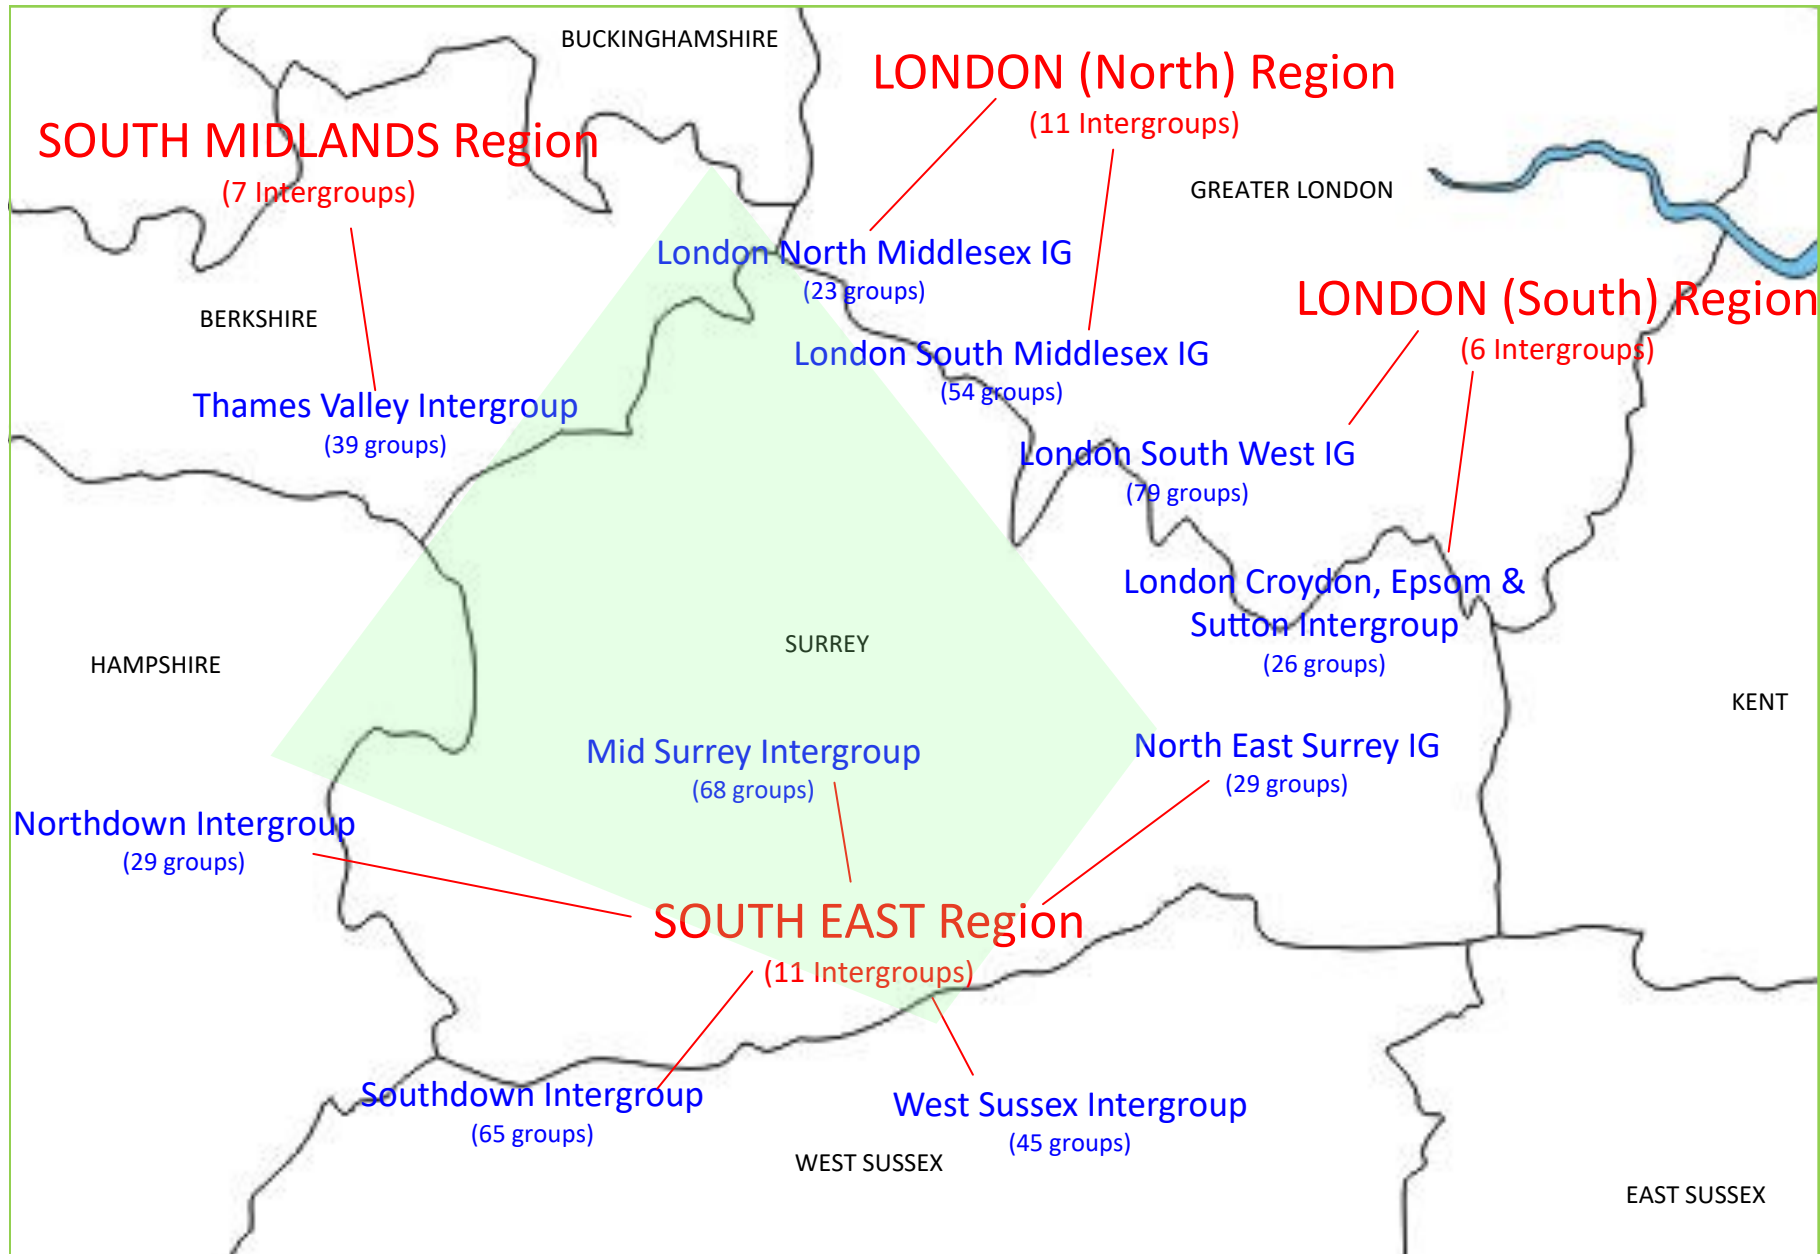 BUCKINGHAMSHIRE
LONDON (North) Region
(11 Intergroups)
SOUTH MIDLANDS Region
(7 Intergroups)
GREATER LONDON
London North Middlesex IG
(23 groups)
LONDON (South) Region
(6 Intergroups)
BERKSHIRE
London South Middlesex IG
(54 groups)
Thames Valley Intergroup
(39 groups)
London South West IG
(79 groups)
London Croydon, Epsom &
Sutton Intergroup
(26 groups)
SURREY
HAMPSHIRE
KENT
Mid Surrey Intergroup
(68 groups)
North East Surrey IG
(29 groups)
Northdown Intergroup
(29 groups)
SOUTH EAST Region
(11 Intergroups)
Southdown Intergroup
(65 groups)
West Sussex Intergroup
(45 groups)
WEST SUSSEX
EAST SUSSEX